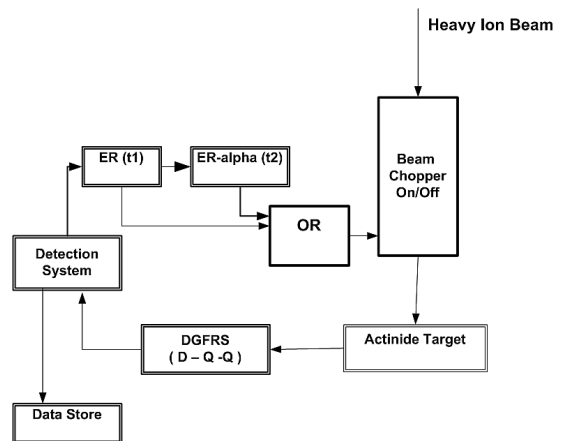 Heavy Ion Beam
ER (t1)
ER-alpha (t2)
Beam
Chopper
On/Off
OR
Detection
System
DGFRS
( D – Q -Q )
Actinide Target
Data Store